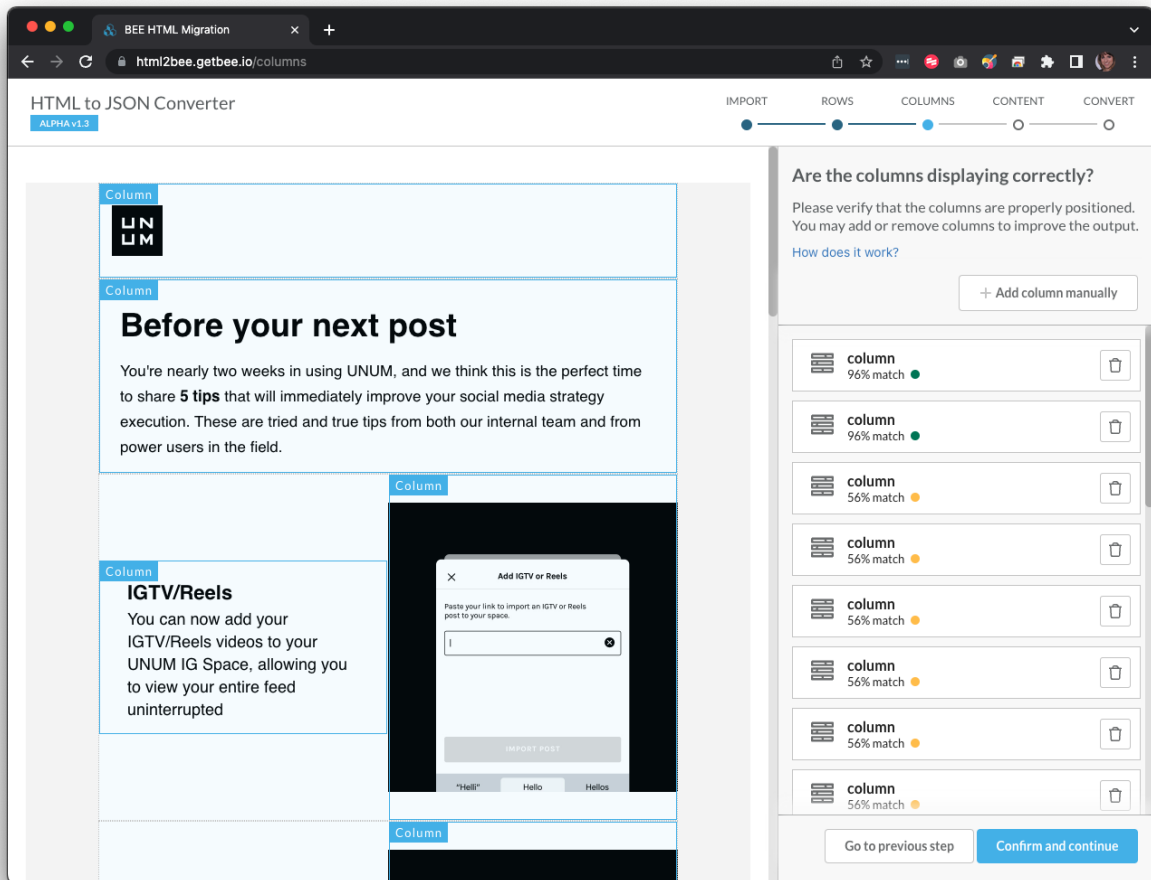 BEE HTML Migration
html2bee.getbee.io/columns
HTML to JSON Converter
ALPHA v1.3
IMPORT
ROWS
COLUMNS
CONTENT
CONVERT
Column
UN
UM
Column
Before your next post
You're nearly two weeks in using UNUM, and we think this is the perfect time
to share 5 tips that will immediately improve your social media strategy
execution. These are tried and true tips from both our internal team and from
power users in the field.
Column
IGTV/Reels
You can now add your
IGTV/Reels videos to your
UNUM IG Space, allowing you
to view your entire feed
uninterrupted
Column
Add IGTV or Reels
Paste your link to import an IGTV or Reels
post to your space.
IMPORT POST
"Helli"
Hello
Hellos
Column
Are the columns displaying correctly?
Please verify that the columns are properly positioned.
You may add or remove columns to improve the output.
How does it work?
+ Add column manually
column
96% match
column
96% match
column
56% match
column
56% match
column
56% match
column
56% match
column
56% match
column
56% match
Go to previous step
Confirm and continue